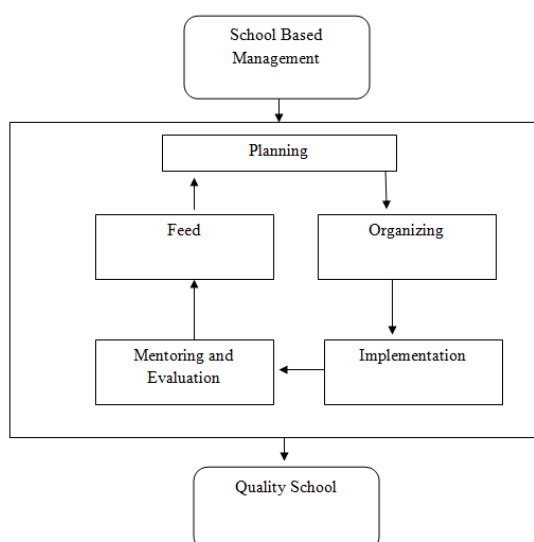 School Based
Management
Planning
Feed
Organizing
Mentoring and
Evaluation
Implementation
Quality School